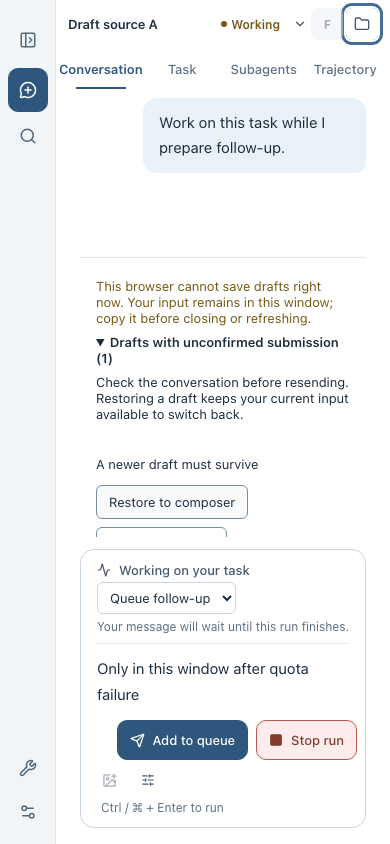 Draft source A
Working
F
Conversation
Task
Subagents
Trajectory
Work on this task while I
prepare follow-up.
This browser cannot save drafts right
now. Your input remains in this window;
copy it before closing or refreshing.
▼ Drafts with unconfirmed submission
(1)
Check the conversation before resending.
Restoring a draft keeps your current input
available to switch back.
A newer draft must survive
Restore to composer
Working on your task
Queue follow-up
Your message will wait until this run finishes.
Only in this window after quota
failure
Add to queue
Stop run
Ctrl / ⌘ + Enter to run